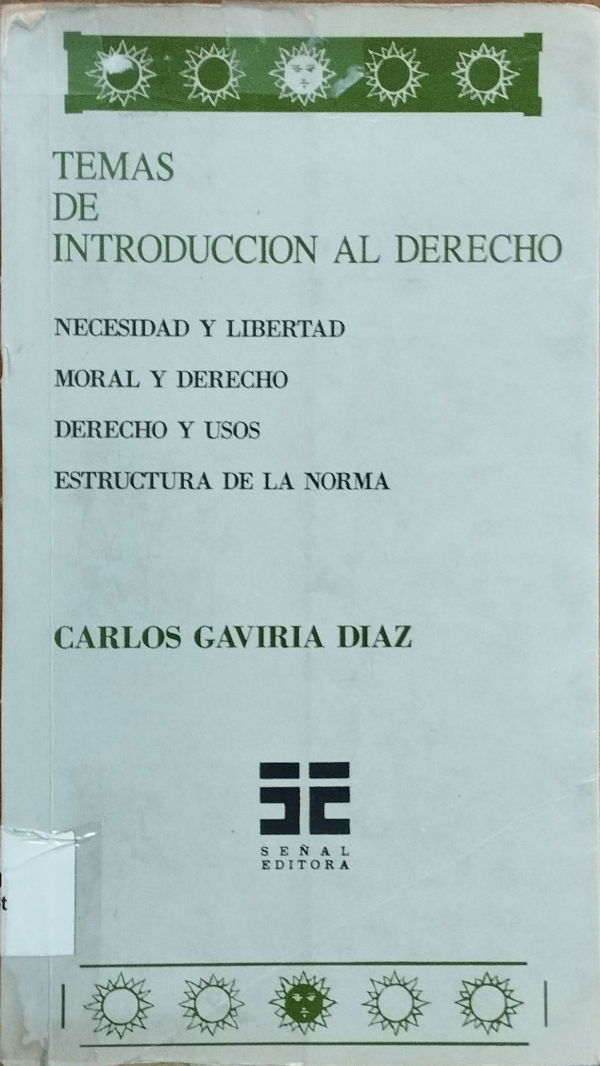 TEMAS
DE
INTRODUCCION AL DERECHO
NECESIDAD Y LIBERTAD
MORAL Y DERECHO
DERECHO Y USOS
ESTRUCTURA DE LA NORMA
CARLOS GAVIRIA DIAZ
SEÑAL
EDITORA